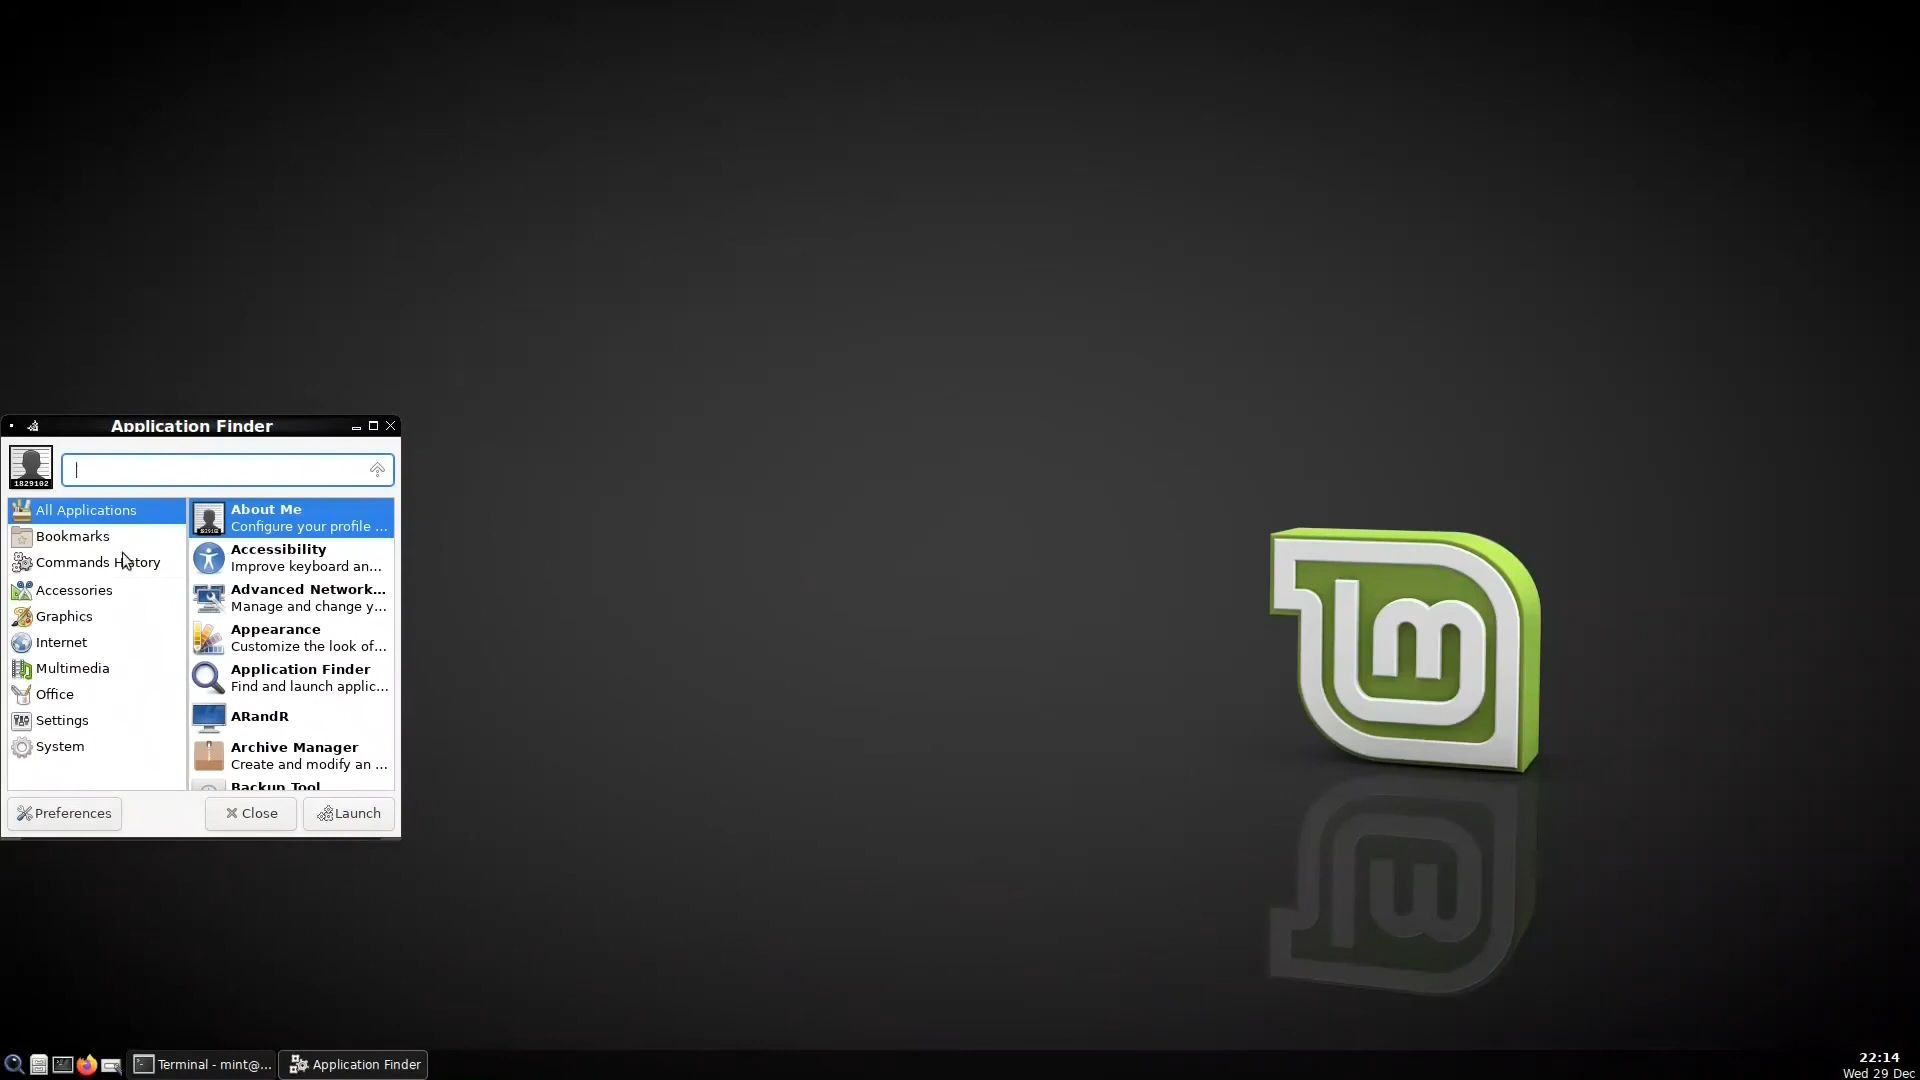 Application Finder
1829102
All Applications
Bookmarks
Commands History
Accessories
Graphics
Internet
Multimedia
Office
Settings
System
About Me
Configure your profile ...
Accessibility
Improve keyboard an...
Advanced Network...
Manage and change y...
Appearance
Customize the look of...
Application Finder
Find and launch applic...
ARandR
Archive Manager
Create and modify an ...
Backup Tool
Preferences
Close
Launch
lm
Terminal - mint@...
Application Finder
22:14
Wed 29 Dec